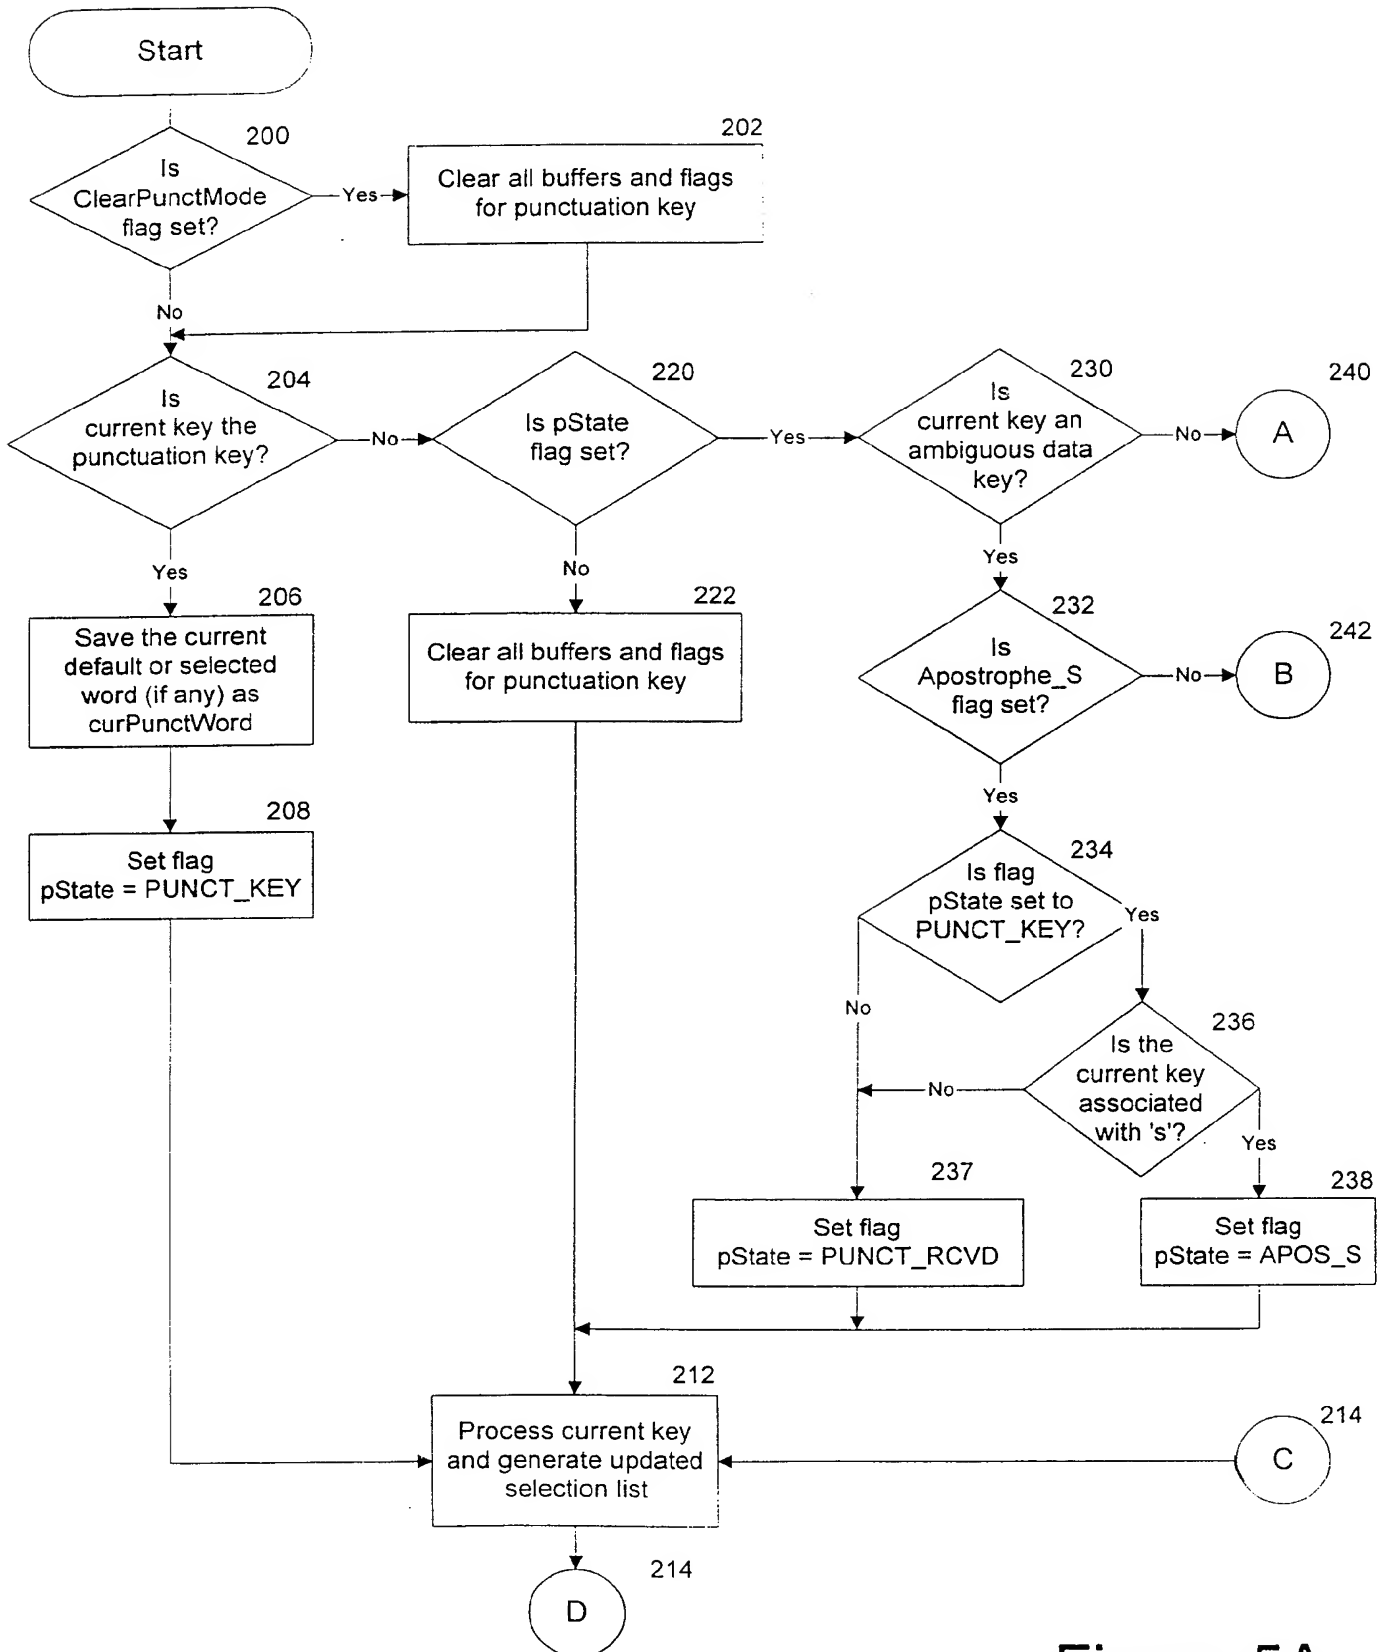 Start
200
Is
ClearPunctMode
flag set?
Yes
202
Clear all buffers and flags
for punctuation key
No
204
Is
current key the
punctuation key?
No
220
Is pState
flag set?
Yes
230
Is
current key an
ambiguous data
key?
No
240
A
Yes
206
Save the current
default or selected
word (if any) as
curPunctWord
No
222
Clear all buffers and flags
for punctuation key
Yes
232
Is
Apostrophe_S
flag set?
No
242
B
208
Set flag
pState = PUNCT_KEY
Yes
234
Is flag
pState set to
PUNCT_KEY?
Yes
No
236
Is the
current key
associated
with 's'?
No
Yes
237
Set flag
pState = PUNCT_RCVD
238
Set flag
pState = APOS_S
212
Process current key
and generate updated
selection list
214
C
214
D